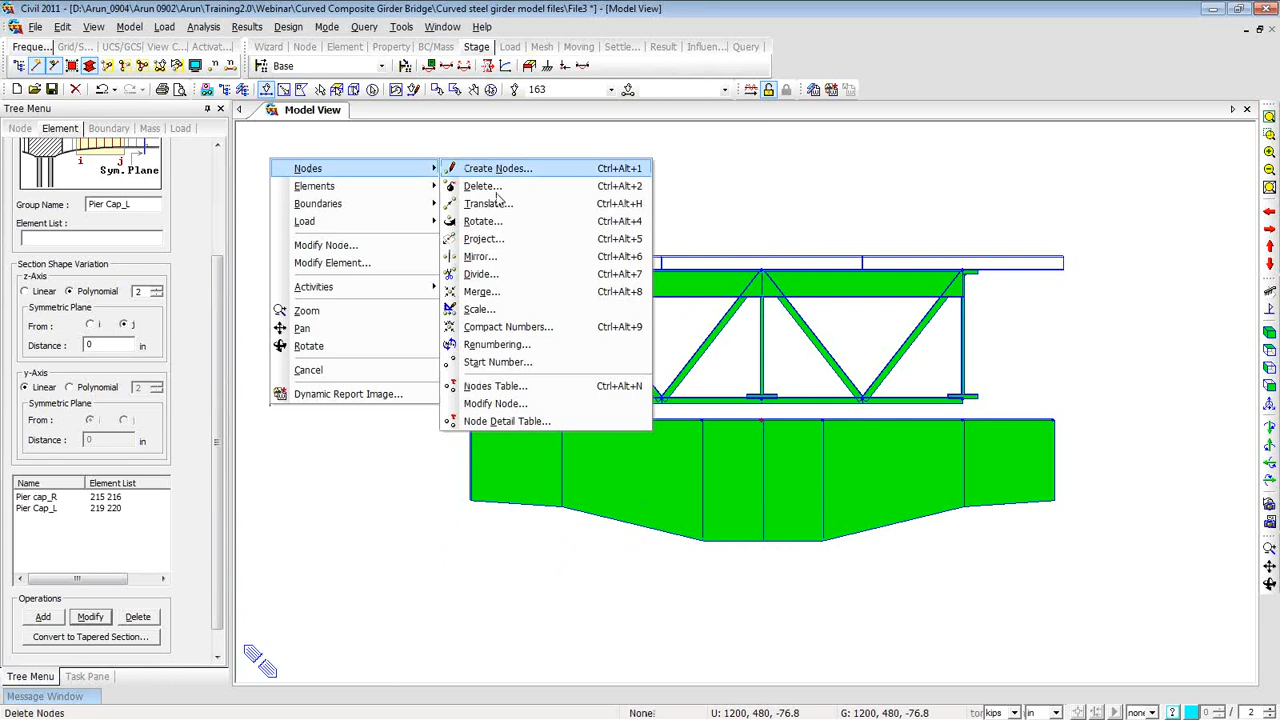 Civil 2011 - [D:\Arun_0904\Arun 0902\Arun\Training2.0\Webinar\Curved Composite Girder Bridge\Curved steel girder model files\File3 *] - [Model View]
File Edit View Model Load Analysis Results Design Mode Query Tools Window Help
Freque... Grid/S... UCS/GCS View C... Activat... Wizard Node Element Property BC/Mass Stage Load Mesh Moving Settle... Result Influen... Query
Base
163
Tree Menu
Model View
Node Element Boundary Mass Load
i j Sym.Plane
Group Name : Pier Cap_L
Element List :
Section Shape Variation
z-Axis
Linear Polynomial 2
Symmetric Plane
From : i j
Distance : 0 in
y-Axis
Linear Polynomial 2
Symmetric Plane
From : i j
Distance : 0 in
Name Element List
Pier cap_R 215 216
Pier Cap_L 219 220
Operations
Add Modify Delete
Convert to Tapered Section...
Nodes
Elements
Boundaries
Load
Modify Node...
Modify Element...
Activities
Zoom
Pan
Rotate
Cancel
Dynamic Report Image...
Create Nodes... Ctrl+Alt+1
Delete... Ctrl+Alt+2
Translate... Ctrl+Alt+H
Rotate... Ctrl+Alt+4
Project... Ctrl+Alt+5
Mirror... Ctrl+Alt+6
Divide... Ctrl+Alt+7
Merge... Ctrl+Alt+8
Scale...
Compact Numbers... Ctrl+Alt+9
Renumbering...
Start Number...
Nodes Table... Ctrl+Alt+N
Modify Node...
Node Detail Table...
Tree Menu Task Pane
Message Window
Delete Nodes None: U: 1200, 480, -76.8 G: 1200, 480, -76.8 kips in none ? 0 / 2